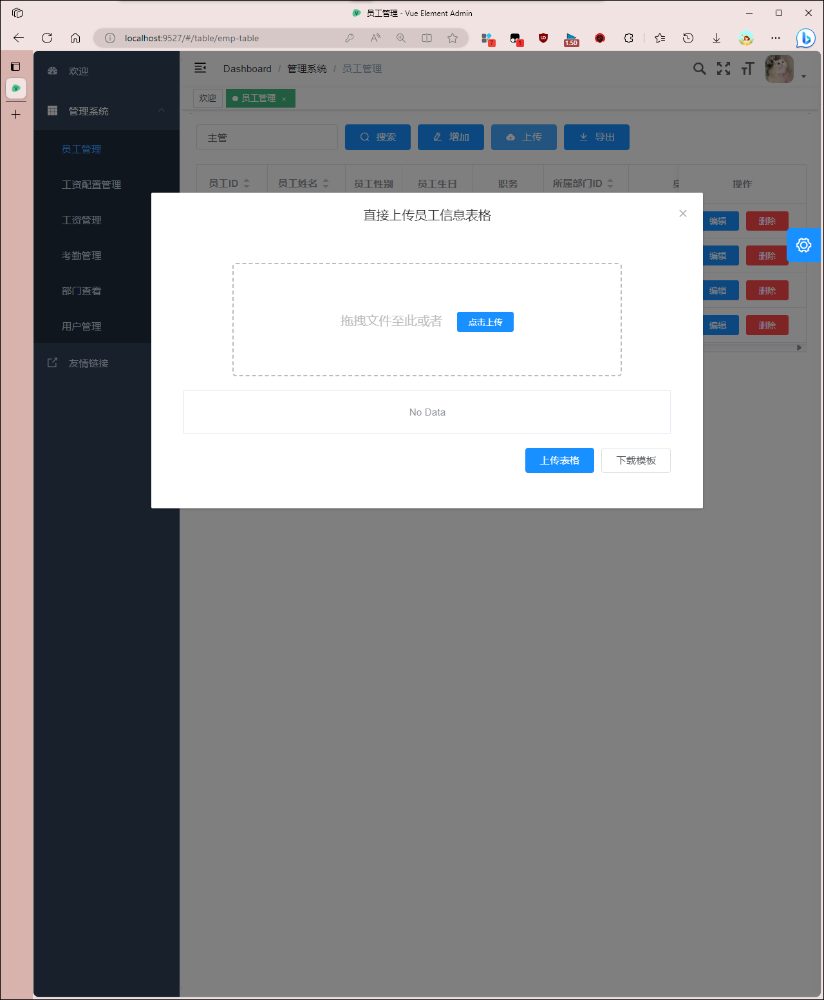 员工管理 - Vue Element Admin
localhost:9527/#/table/emp-table
7
1
1.50
欢迎
Dashboard / 管理系统 / 员工管理
欢迎
员工管理 ×
管理系统
主管
搜索
增加
上传
导出
员工管理
工资配置管理
工资管理
考勤管理
部门查看
用户管理
友情链接
员工ID
员工姓名
员工性别
员工生日
职务
所属部门ID
操作
编辑 删除
编辑 删除
编辑 删除
编辑 删除
直接上传员工信息表格
拖拽文件至此或者
点击上传
No Data
上传表格
下载模板